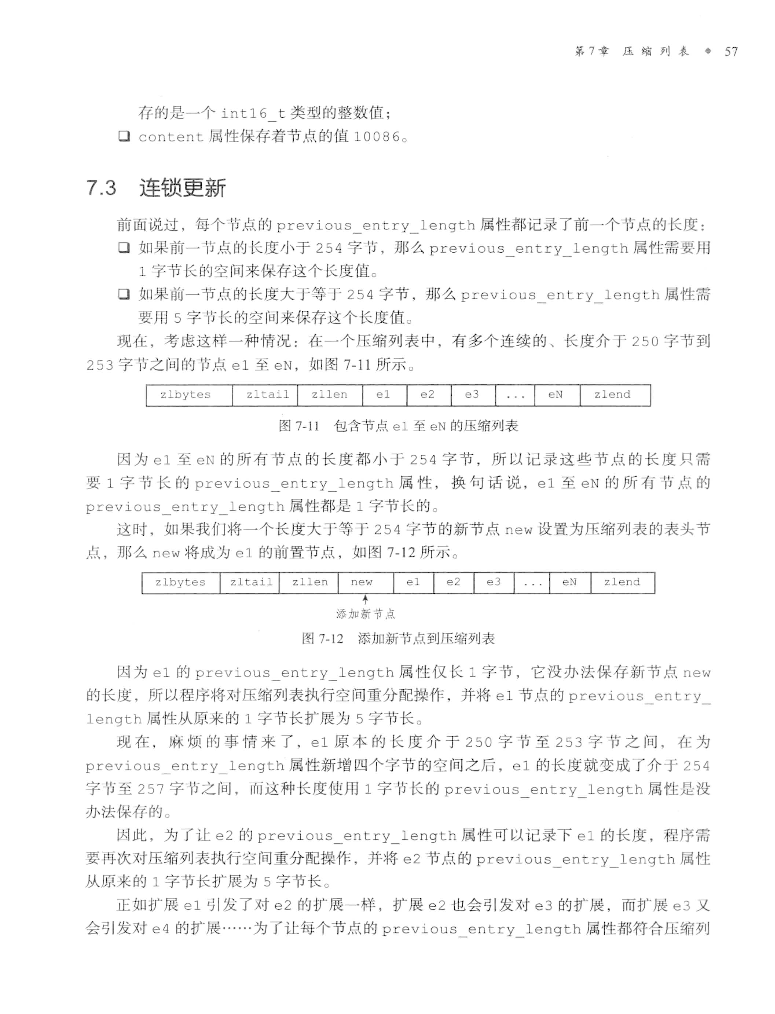 第7章 压缩列表 57
存的是一个 int16_t 类型的整数值；
❑ content 属性保存着节点的值 10086。
7.3 连锁更新
前面说过，每个节点的 previous_entry_length 属性都记录了前一个节点的长度：
❑ 如果前一节点的长度小于 254 字节，那么 previous_entry_length 属性需要用
1 字节长的空间来保存这个长度值。
❑ 如果前一节点的长度大于等于 254 字节，那么 previous_entry_length 属性需
要用 5 字节长的空间来保存这个长度值。
现在，考虑这样一种情况：在一个压缩列表中，有多个连续的、长度介于 250 字节到
253 字节之间的节点 e1 至 eN，如图 7-11 所示。
zlbytes zltail zllen e1 e2 e3 ... eN zlend
图 7-11 包含节点 e1 至 eN 的压缩列表
因为 e1 至 eN 的所有节点的长度都小于 254 字节，所以记录这些节点的长度只需
要 1 字节长的 previous_entry_length 属性，换句话说，e1 至 eN 的所有节点的
previous_entry_length 属性都是 1 字节长的。
这时，如果我们将一个长度大于等于 254 字节的新节点 new 设置为压缩列表的表头节
点，那么 new 将成为 e1 的前置节点，如图 7-12 所示。
zlbytes zltail zllen new e1 e2 e3 ... eN zlend
添加新节点
图 7-12 添加新节点到压缩列表
因为 e1 的 previous_entry_length 属性仅长 1 字节，它没办法保存新节点 new
的长度，所以程序将对压缩列表执行空间重分配操作，并将 e1 节点的 previous_entry_
length 属性从原来的 1 字节长扩展为 5 字节长。
现在，麻烦的事情来了，e1 原本的长度介于 250 字节至 253 字节之间，在为
previous_entry_length 属性新增四个字节的空间之后，e1 的长度就变成了介于 254
字节至 257 字节之间，而这种长度使用 1 字节长的 previous_entry_length 属性是没
办法保存的。
因此，为了让 e2 的 previous_entry_length 属性可以记录下 e1 的长度，程序需
要再次对压缩列表执行空间重分配操作，并将 e2 节点的 previous_entry_length 属性
从原来的 1 字节长扩展为 5 字节长。
正如扩展 e1 引发了对 e2 的扩展一样，扩展 e2 也会引发对 e3 的扩展，而扩展 e3 又
会引发对 e4 的扩展……为了让每个节点的 previous_entry_length 属性都符合压缩列